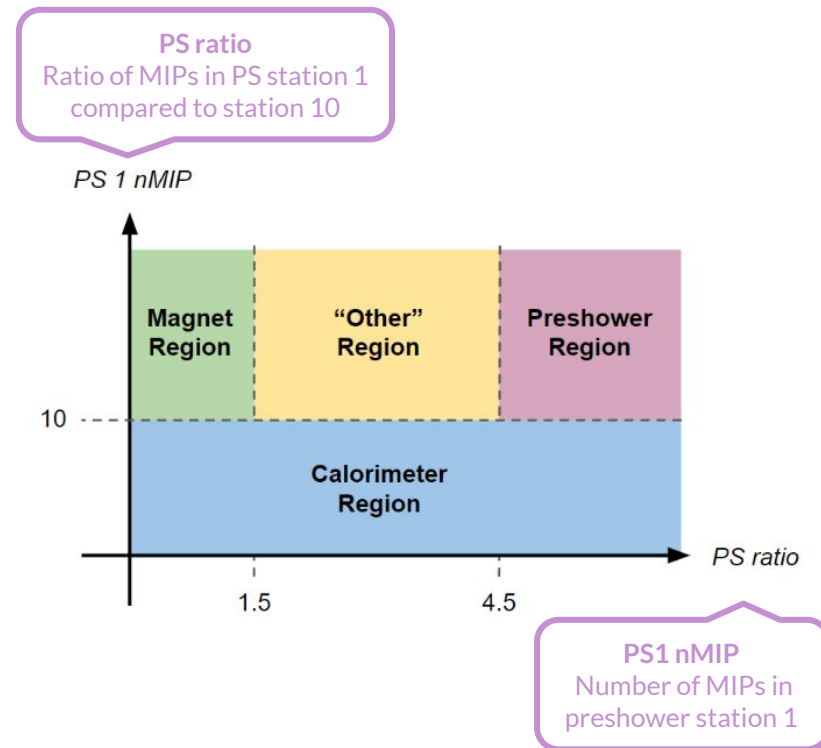 PS ratio
Ratio of MIPs in PS station 1
compared to station 10
PS 1 nMIP
Magnet
Region
“Other”
Region
Preshower
Region
10
Calorimeter
Region
PS ratio
1.5
4.5
PS1 nMIP
Number of MIPs in
preshower station 1